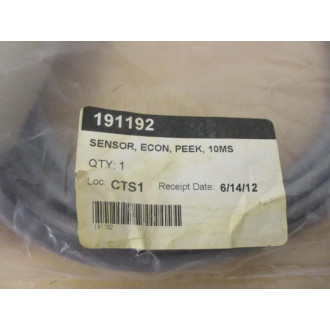 191192
SENSOR, ECON, PEEK, 10MS
QTY: 1
Loc: CTS1 Receipt Date: 6/14/12
191192